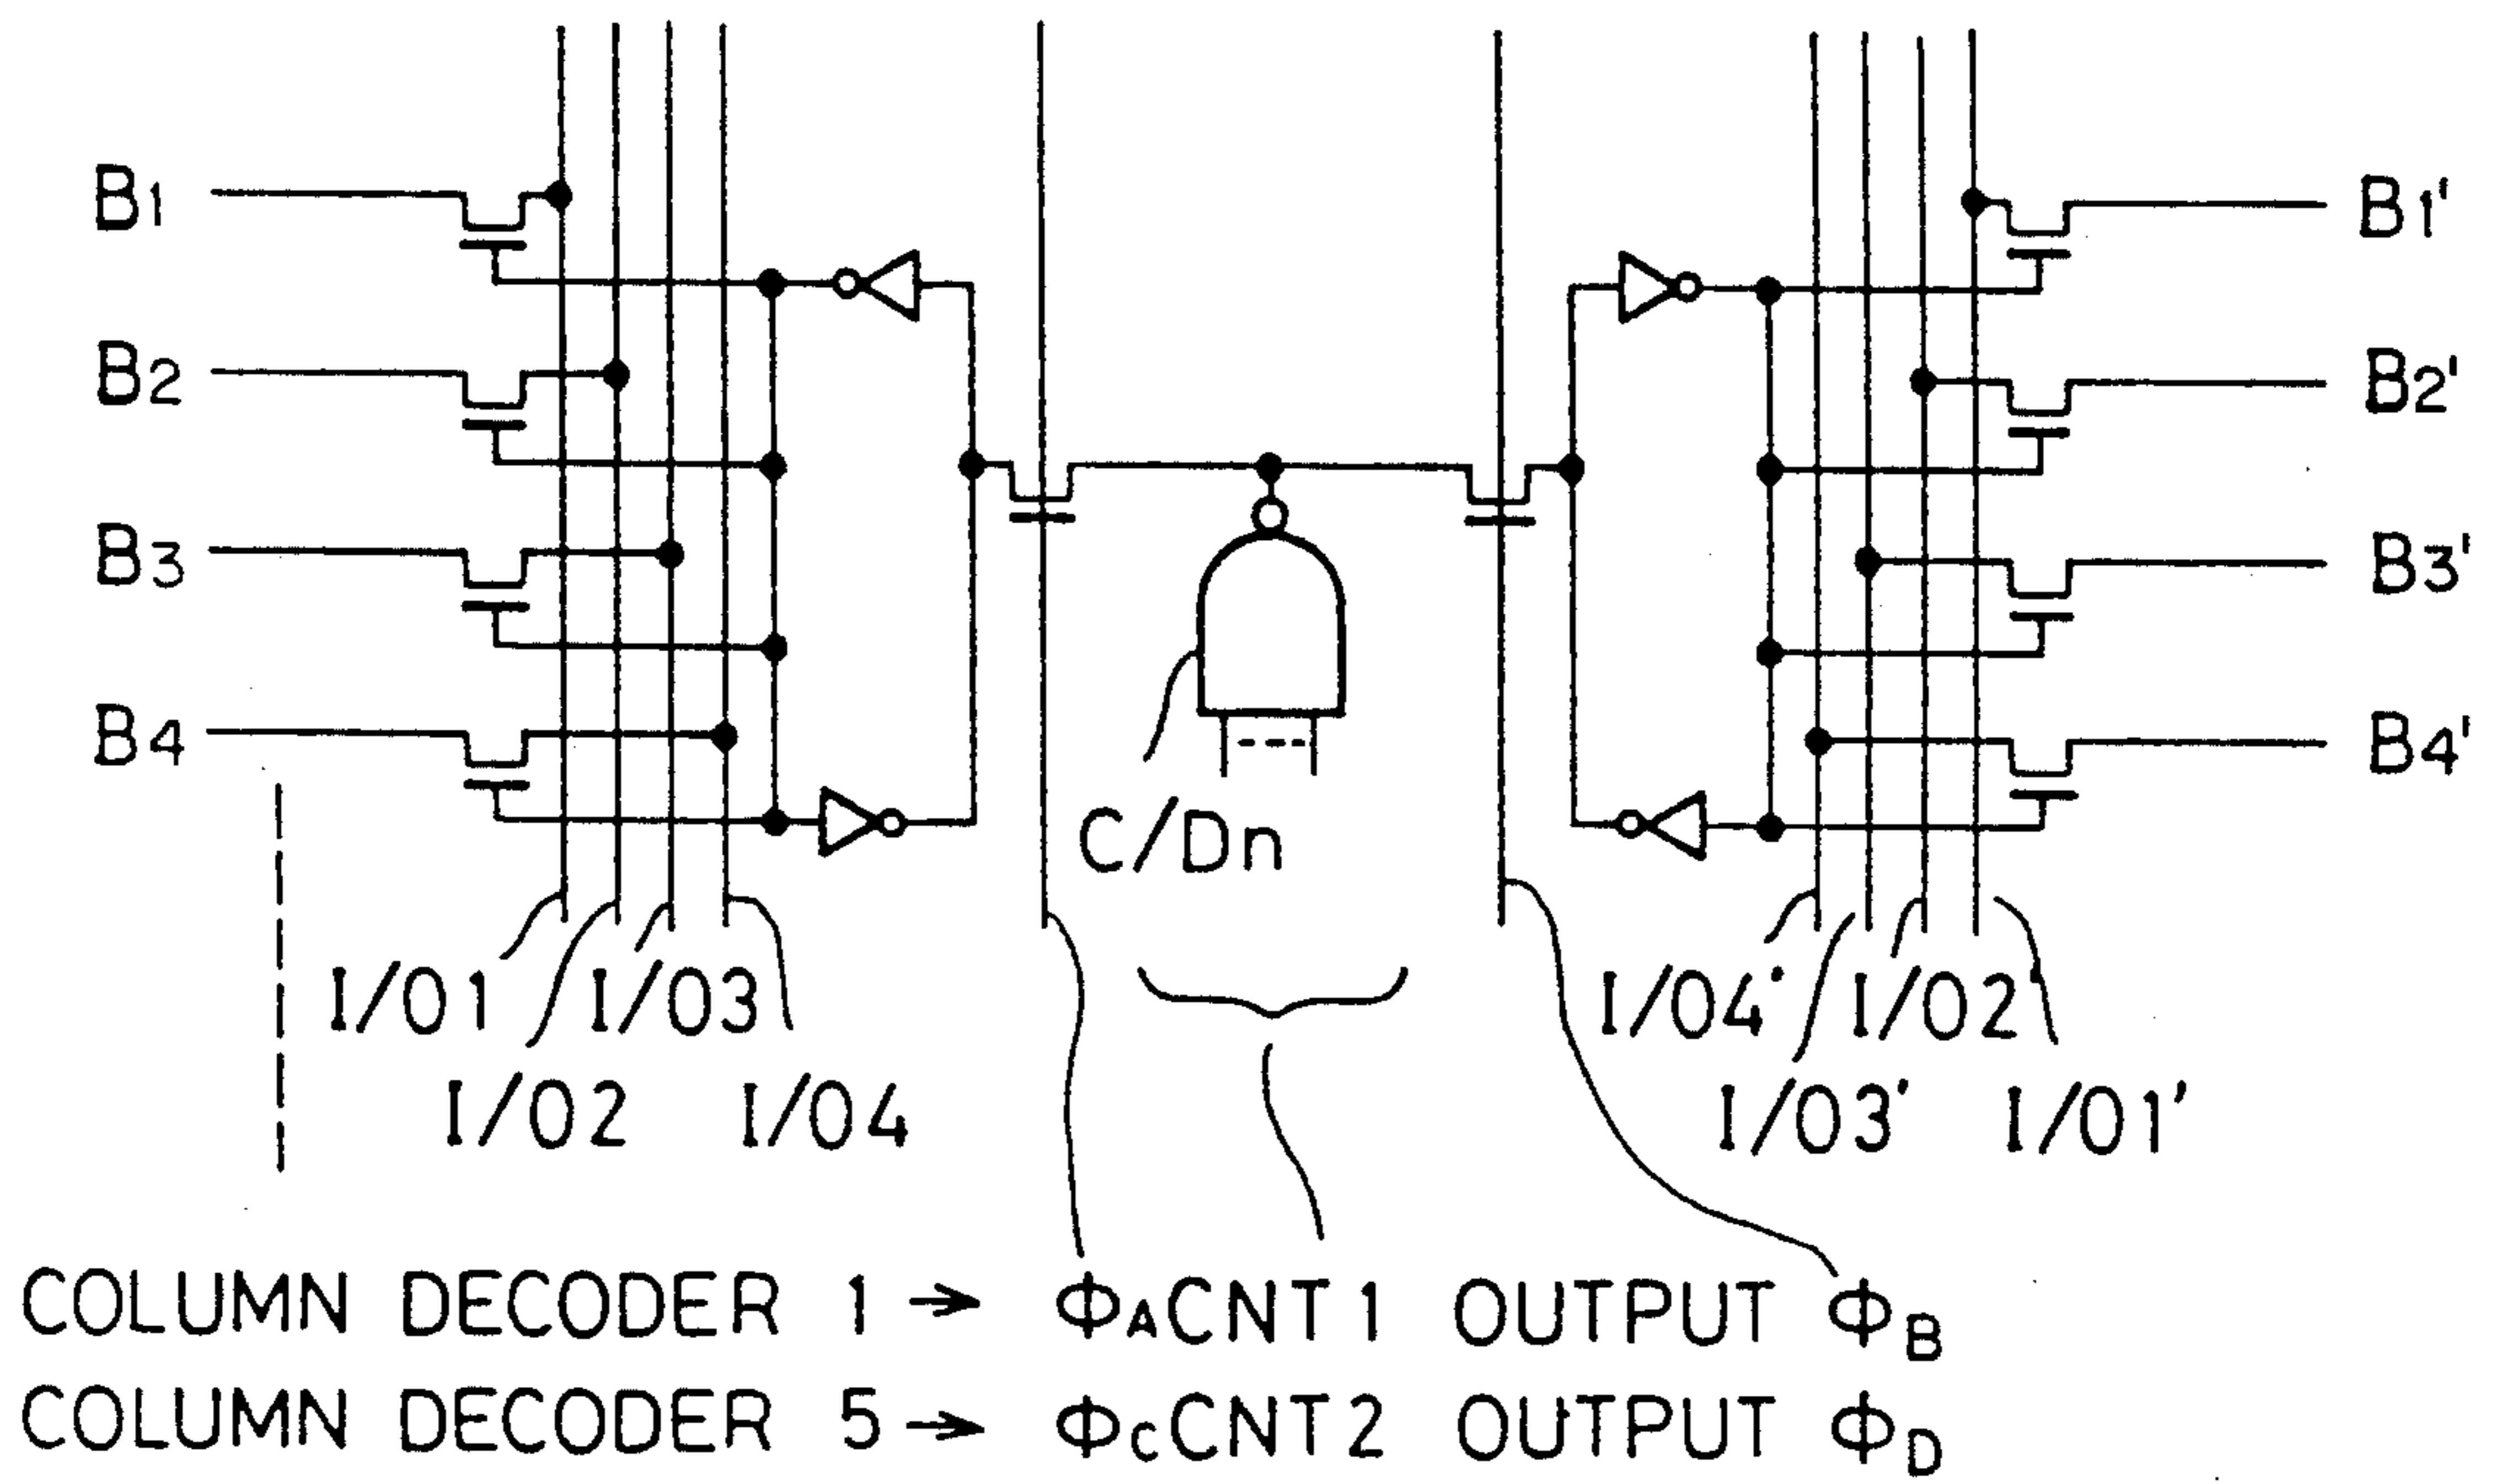 B1
B1'
B2
B2'
B3
B3'
B4
B4'
C/Dn
I/O1
I/O3
I/O4'
I/O2'
I/O2
I/O4
I/O3'
I/O1'
COLUMN DECODER 1 → ΦACNT1 OUTPUT ΦB
COLUMN DECODER 5 → ΦCCNT2 OUTPUT ΦD